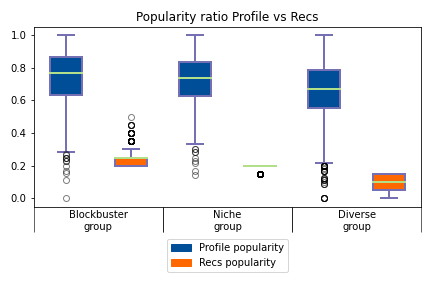 Popularity ratio Profile vs Recs
1.0
0.8
0.6
0.4
0.2
0.0
Blockbuster
group
Niche
group
Diverse
group
Profile popularity
Recs popularity